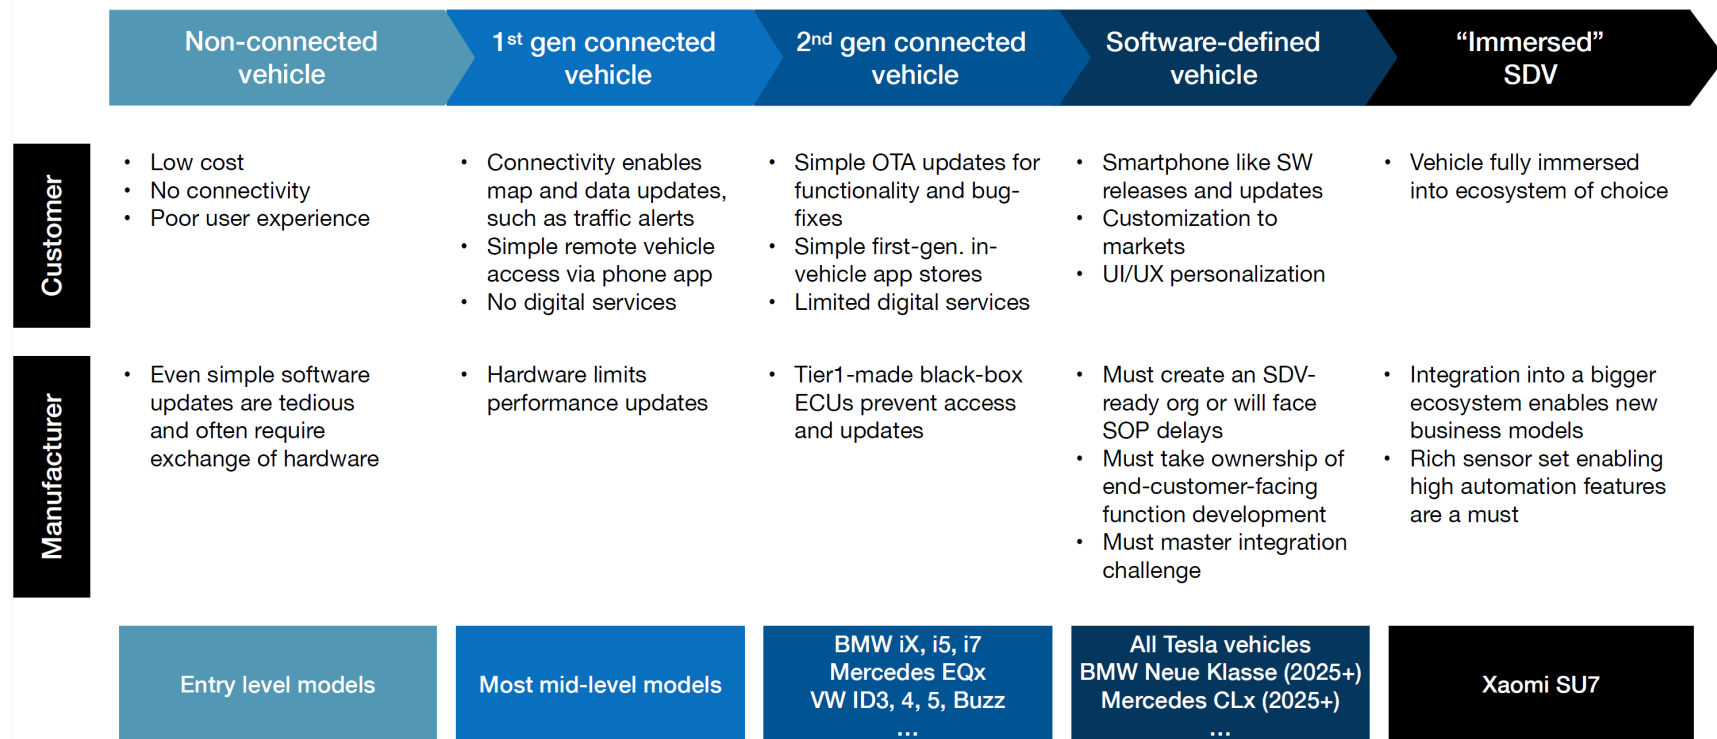 Non-connected
vehicle
1st gen connected
vehicle
2nd gen connected
vehicle
Software-defined
vehicle
“Immersed”
SDV
Customer
• Low cost
• No connectivity
• Poor user experience
• Connectivity enables
map and data updates,
such as traffic alerts
• Simple remote vehicle
access via phone app
• No digital services
• Simple OTA updates for
functionality and bug-
fixes
• Simple first-gen. in-
vehicle app stores
• Limited digital services
• Smartphone like SW
releases and updates
• Customization to
markets
• UI/UX personalization
• Vehicle fully immersed
into ecosystem of choice
Manufacturer
• Even simple software
updates are tedious
and often require
exchange of hardware
• Hardware limits
performance updates
• Tier1-made black-box
ECUs prevent access
and updates
• Must create an SDV-
ready org or will face
SOP delays
• Must take ownership of
end-customer-facing
function development
• Must master integration
challenge
• Integration into a bigger
ecosystem enables new
business models
• Rich sensor set enabling
high automation features
are a must
Entry level models
Most mid-level models
BMW iX, i5, i7
Mercedes EQx
VW ID3, 4, 5, Buzz
...
All Tesla vehicles
BMW Neue Klasse (2025+)
Mercedes CLx (2025+)
...
Xaomi SU7